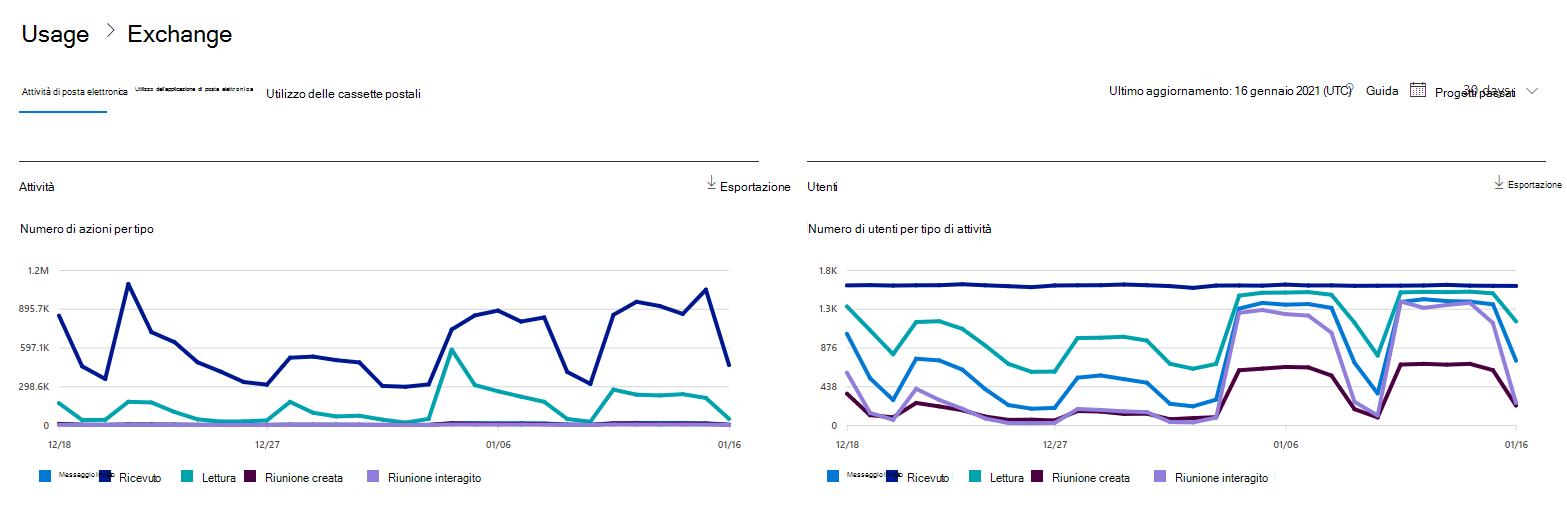 Usage > Exchange
Attività di posta elettronica Utilizzo dell'applicazione di posta elettronica Utilizzo delle cassette postali Ultimo aggiornamento: 16 gennaio 2021 (UTC) Guida Progetti passati 30 days
Attività Esportazione
Numero di azioni per tipo
1.2M
895.7K
597.1K
298.6K
0
12/18 12/27 01/06 01/16
Ricevuto Lettura Riunione creata Riunione interagito
Utenti Esportazione
Numero di utenti per tipo di attività
1.8K
1.3K
876
438
0
12/18 12/27 01/06 01/16
Ricevuto Lettura Riunione creata Riunione interagito